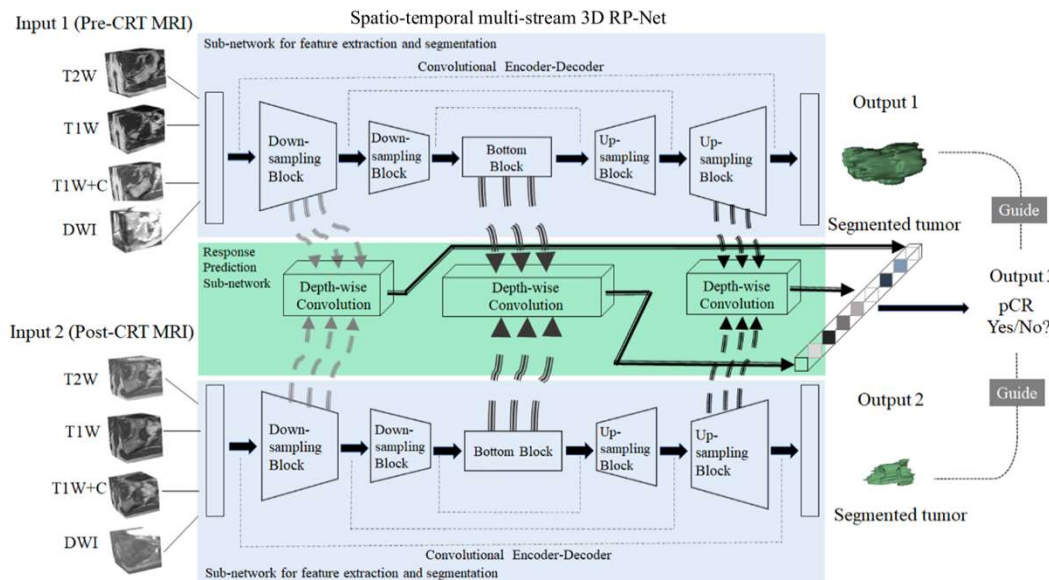 Spatio-temporal multi-stream 3D RP-Net
Input 1 (Pre-CRT MRI)
T2W
T1W
T1W+C
DWI
Sub-network for feature extraction and segmentation
Convolutional Encoder-Decoder
Down-
sampling
Block
Down-
sampling
Block
Bottom
Block
Up-
sampling
Block
Up-
sampling
Block
Output 1
Segmented tumor
Guide
Response
Prediction
Sub-network
Depth-wise
Convolution
Depth-wise
Convolution
Depth-wise
Convolution
Output
pCR
Yes/No?
Input 2 (Post-CRT MRI)
T2W
T1W
T1W+C
DWI
Down-
sampling
Block
Down-
sampling
Block
Bottom Block
Up-
sampling
Block
Up-
sampling
Block
Output 2
Segmented tumor
Guide
Convolutional Encoder-Decoder
Sub-network for feature extraction and segmentation